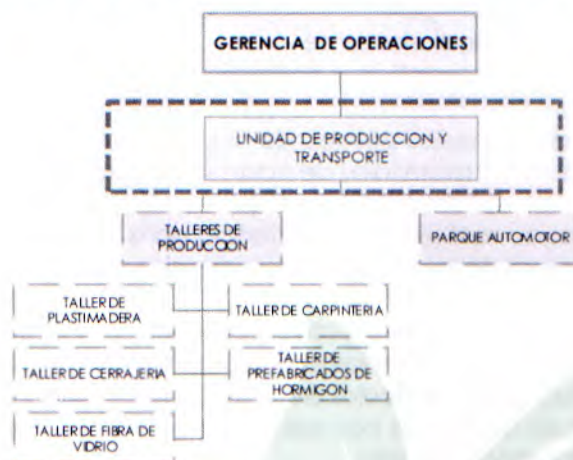 GERENCIA DE OPERACIONES
UNIDAD DE PRODUCCION Y
TRANSPORTE
TALLERES DE
PRODUCCION
PARQUE AUTOMOTOR
TALLER DE
PLASTIMADERA
TALLER DE CARPINTERIA
TALLER DE CERRAJERIA
TALLER DE
PREFABRICADOS DE
HORMIGON
TALLER DE FIBRA DE
VIDRIO